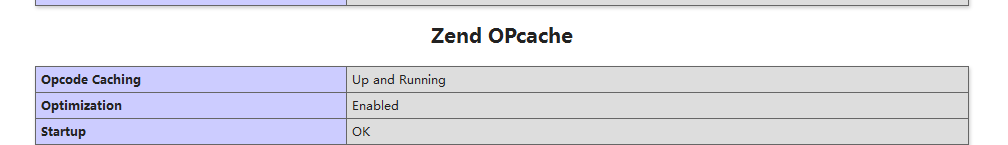 Zend OPcache
Opcode Caching Up and Running
Optimization Enabled
Startup OK